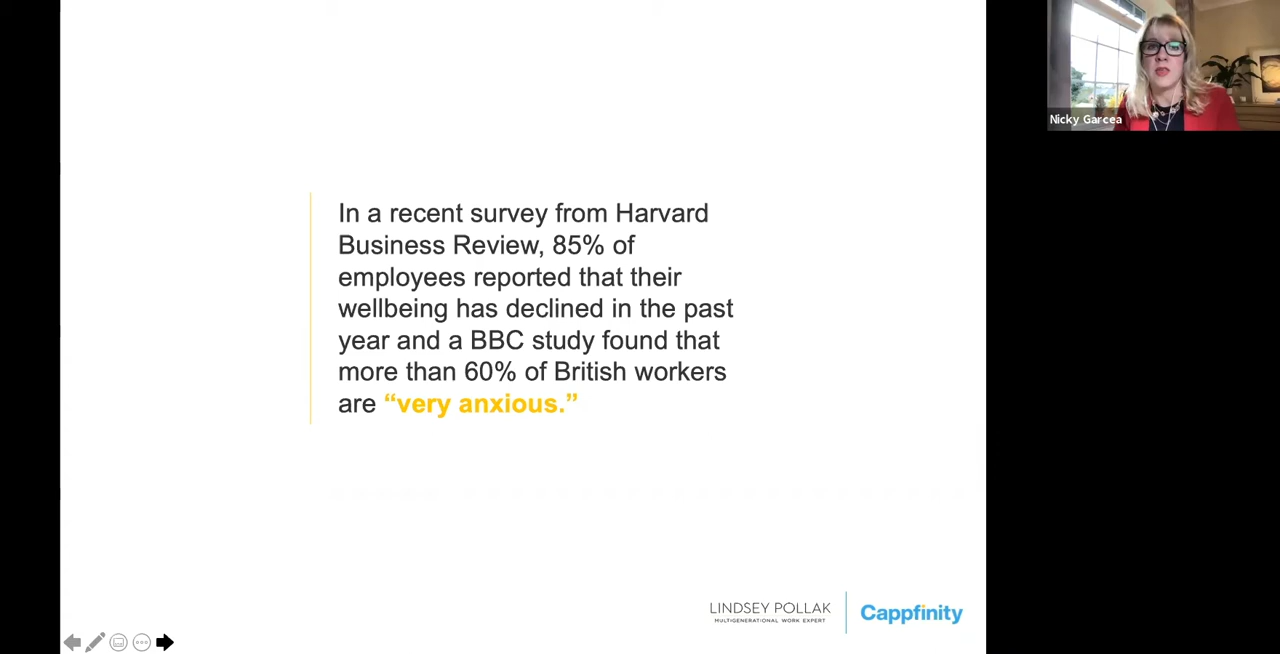 In a recent survey from Harvard
Business Review, 85% of
employees reported that their
wellbeing has declined in the past
year and a BBC study found that
more than 60% of British workers
are “very anxious.”
Nicky Garcea
LINDSEY POLLAK
MULTIGENERATIONAL WORK EXPERT
Cappfinity